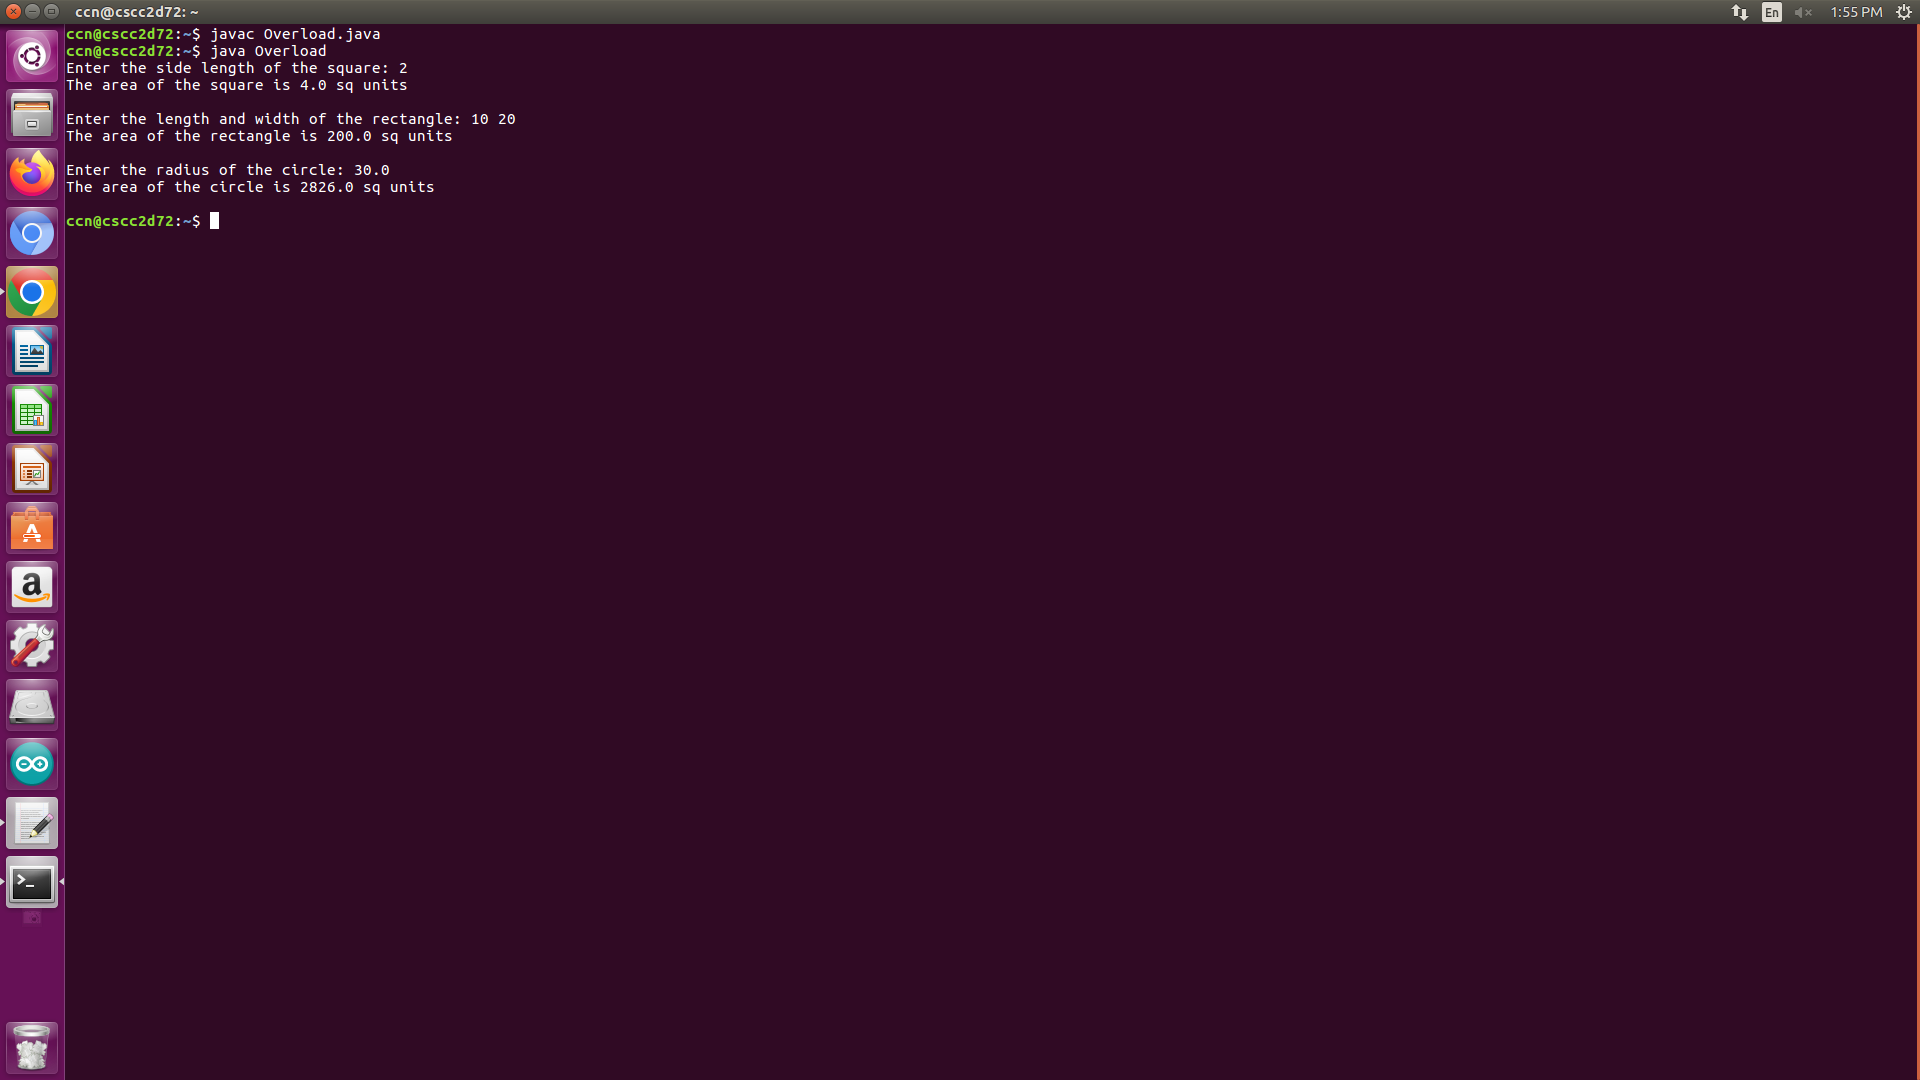 ccn@cscc2d72: ~
En
1:55 PM
ccn@cscc2d72:~$ javac Overload.java
ccn@cscc2d72:~$ java Overload
Enter the side length of the square: 2
The area of the square is 4.0 sq units
Enter the length and width of the rectangle: 10 20
The area of the rectangle is 200.0 sq units
Enter the radius of the circle: 30.0
The area of the circle is 2826.0 sq units
ccn@cscc2d72:~$